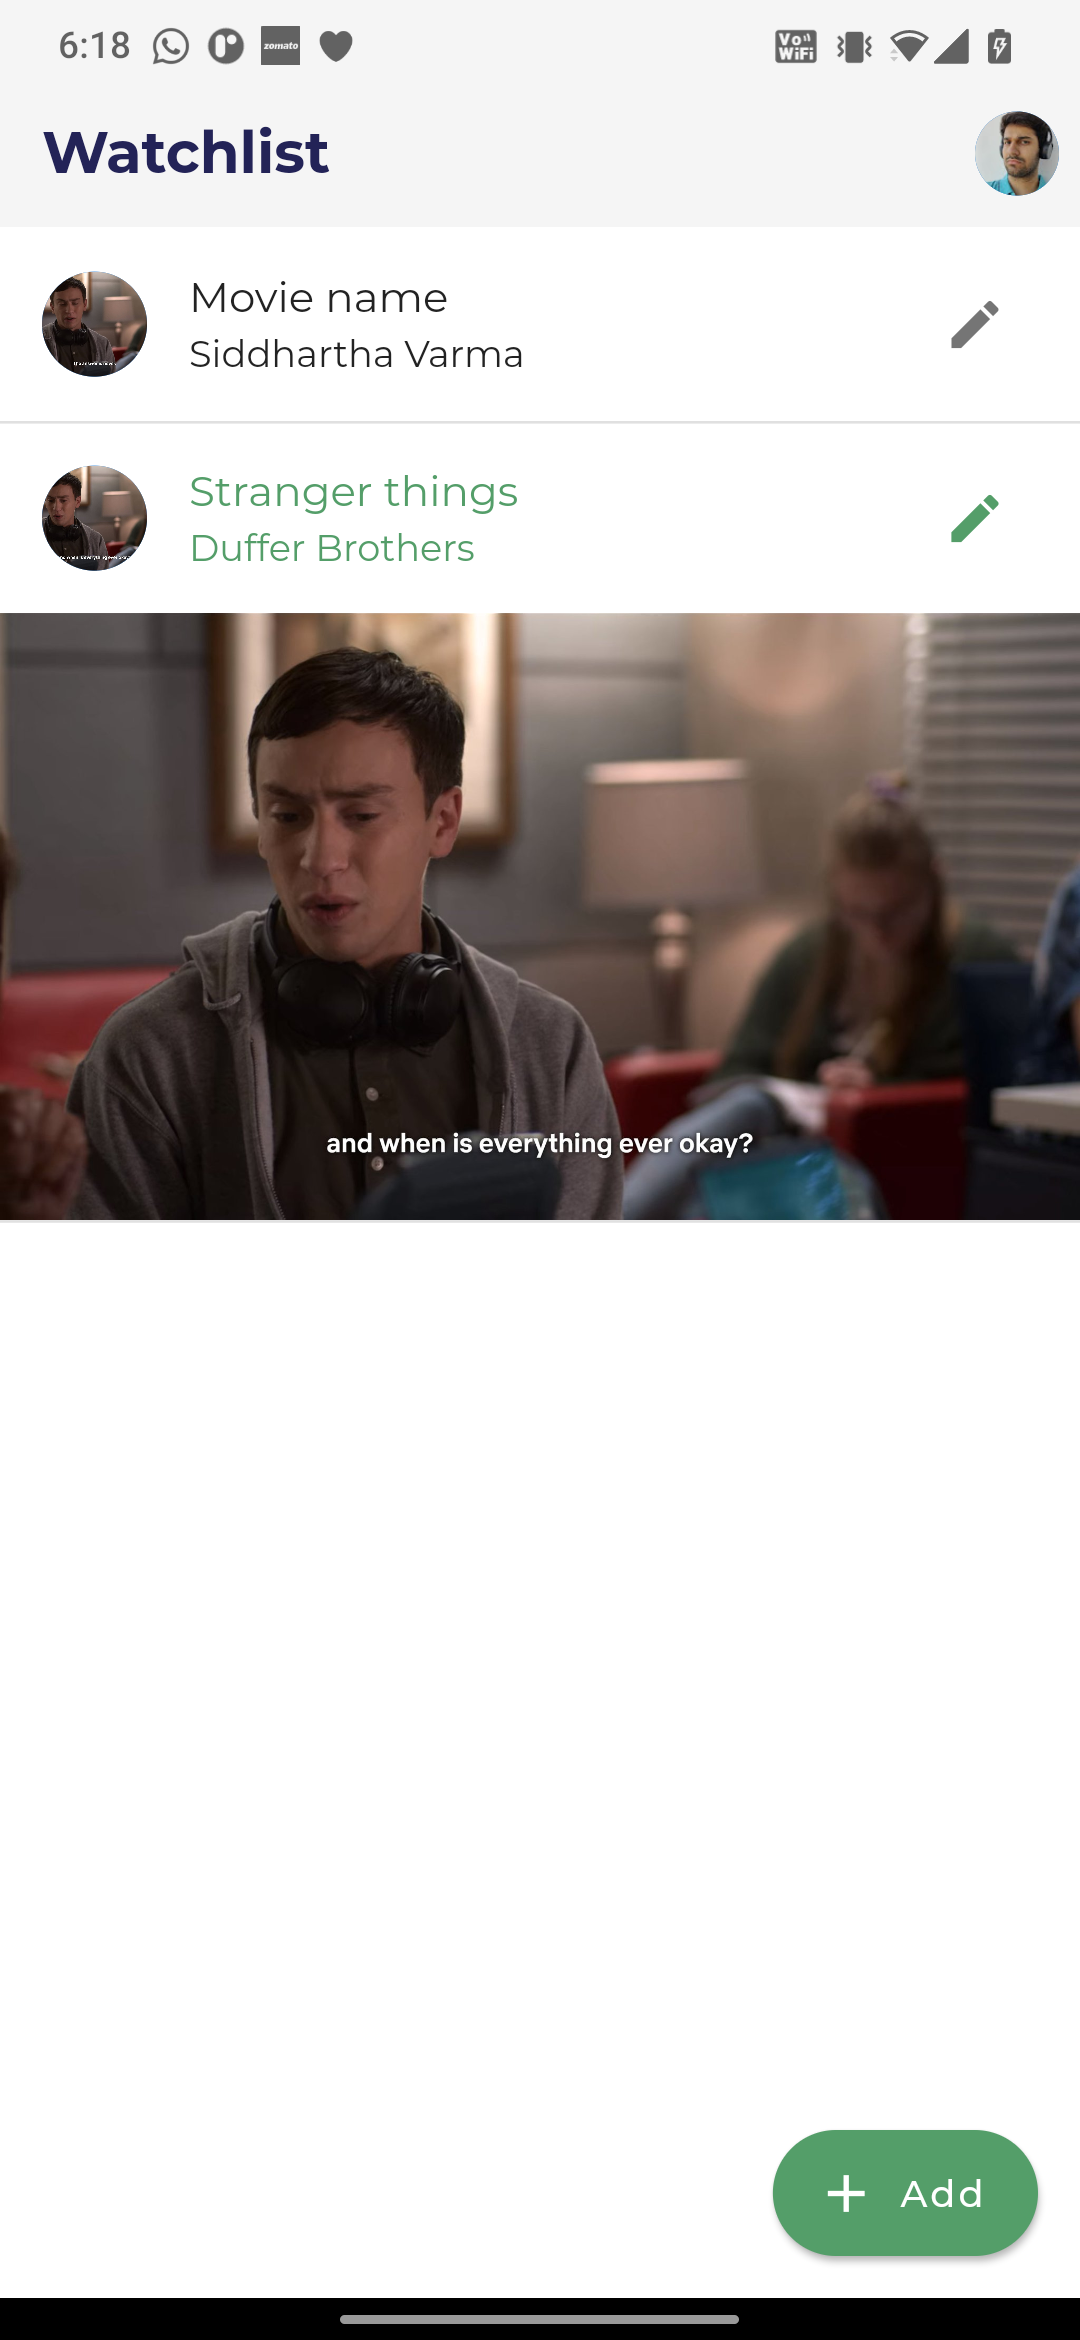 6:18
zomato
Vo
WiFi
Watchlist
Movie name
Siddhartha Varma
Stranger things
Duffer Brothers
and when is everything ever okay?
Add